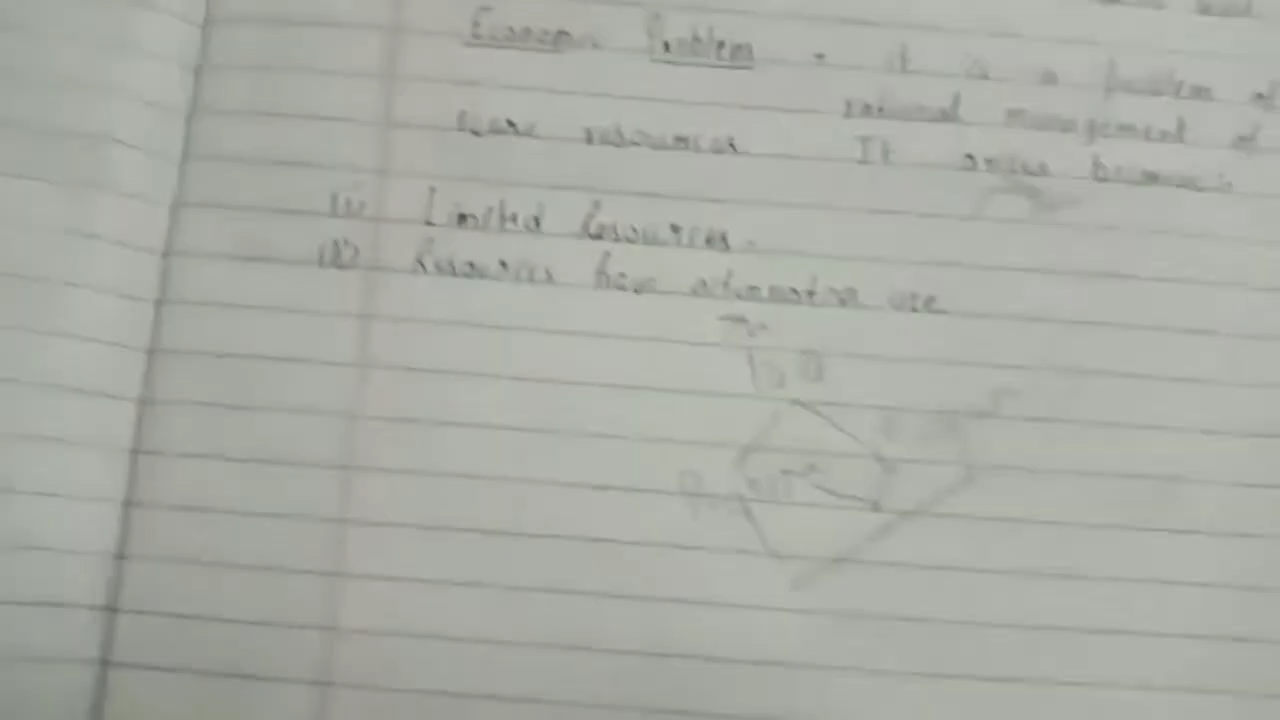 Economic Problem - it is a problem of
rational management of
scare resources It arises because :-
(i) Limited Resources.
(ii) Resources have alternative use